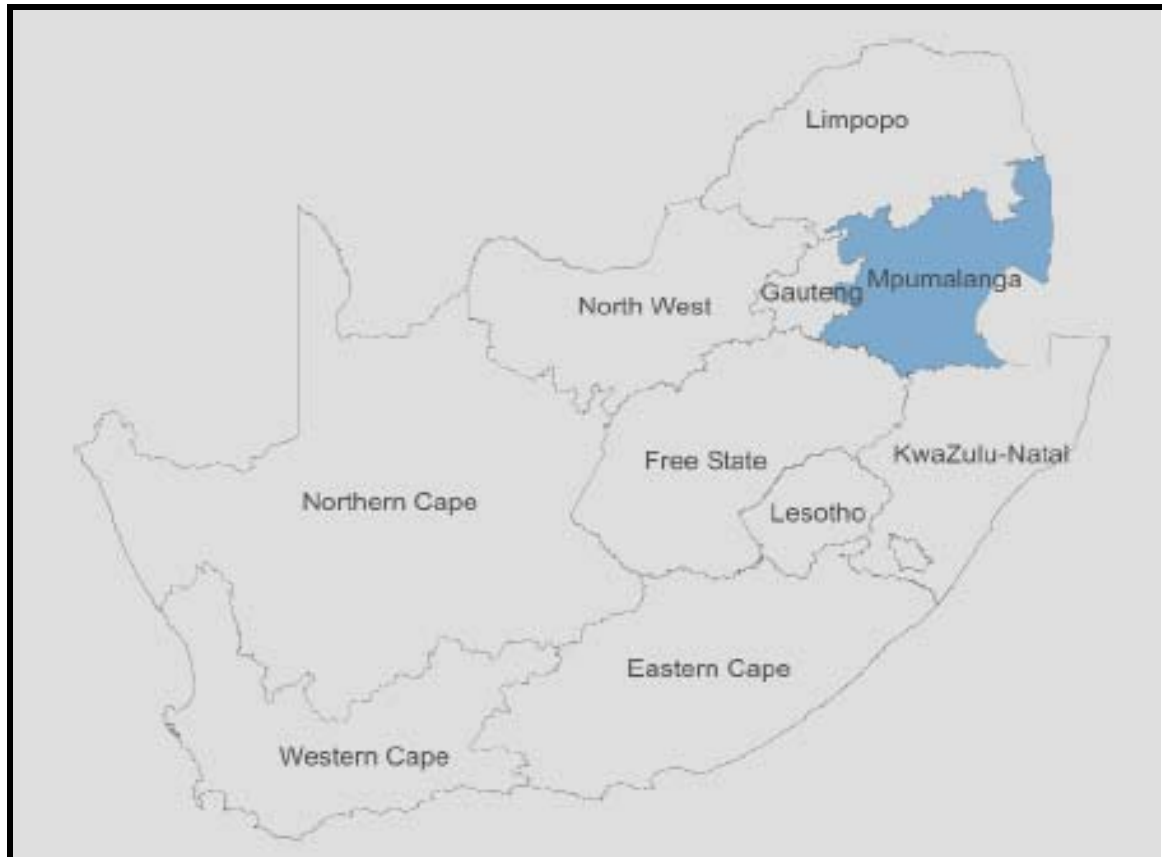 Limpopo
Mpumalanga
Gauteng
North West
KwaZulu-Natal
Free State
Northern Cape
Lesotho
Eastern Cape
Western Cape